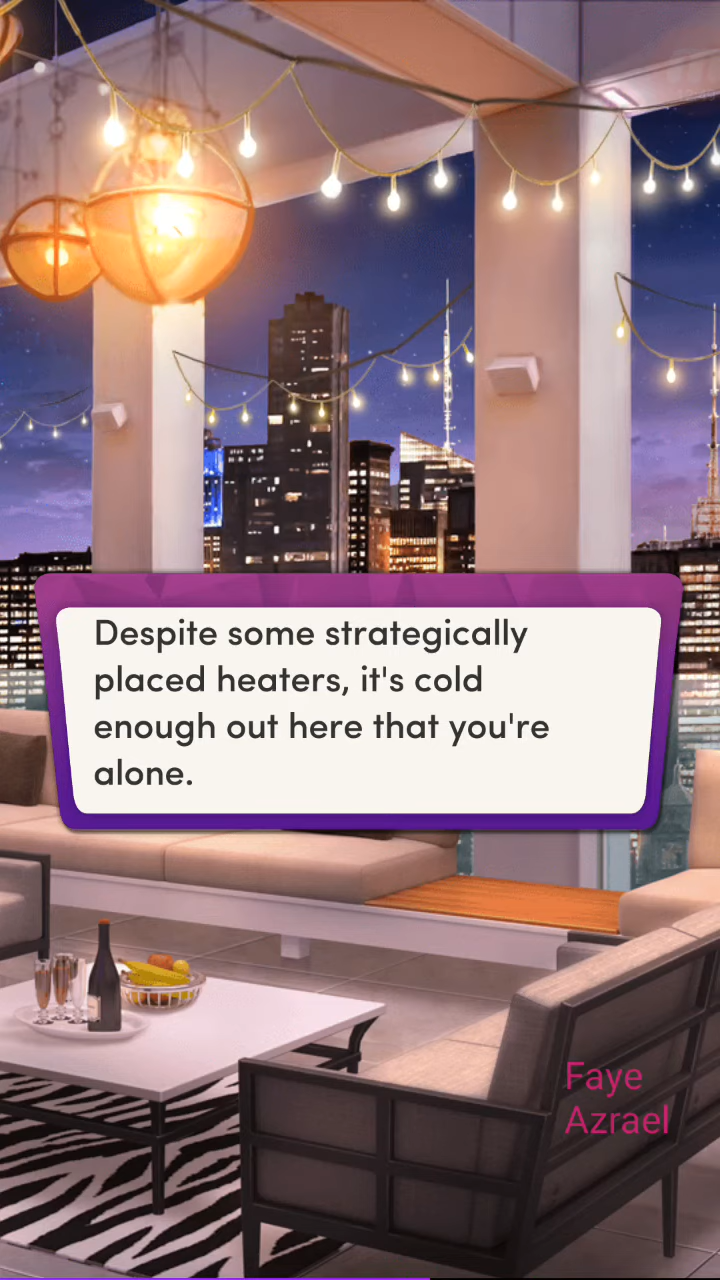 Despite some strategically
placed heaters, it's cold
enough out here that you're
alone.
Faye
Azrael